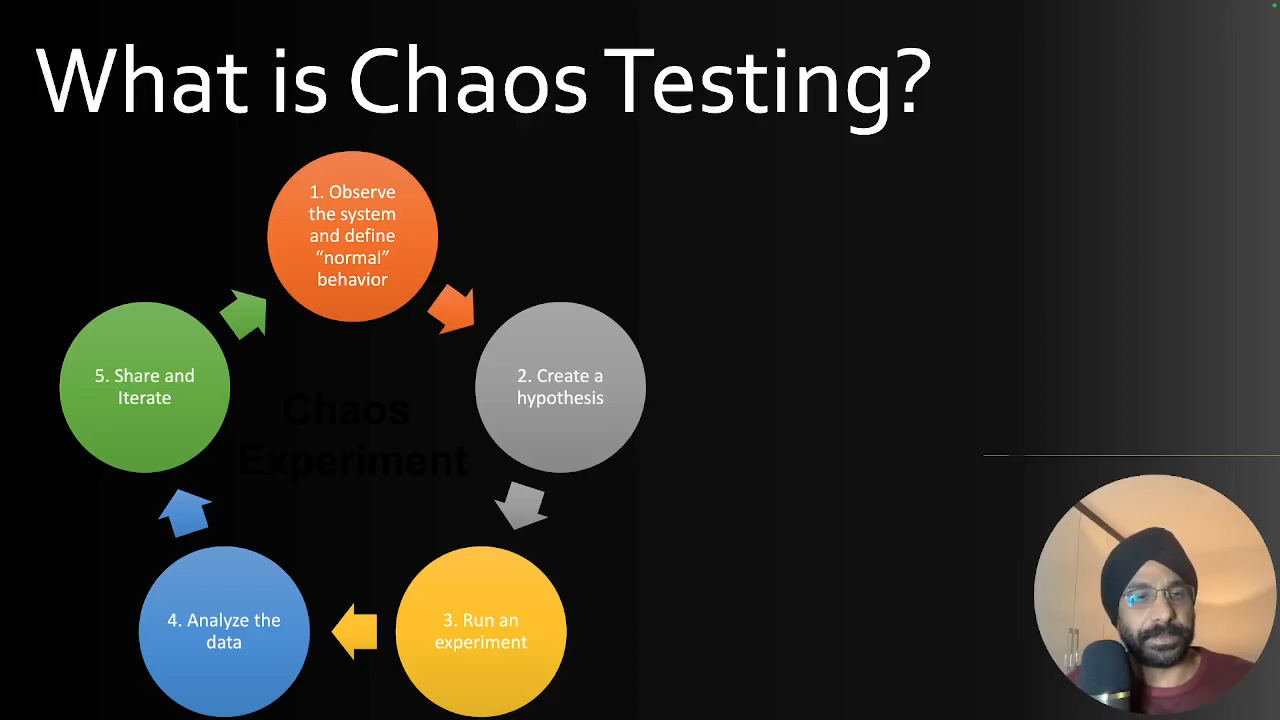 What is Chaos Testing?
1. Observe
the system
and define
“normal”
behavior
2. Create a
hypothesis
3. Run an
experiment
4. Analyze the
data
5. Share and
Iterate
Chaos
Experiment